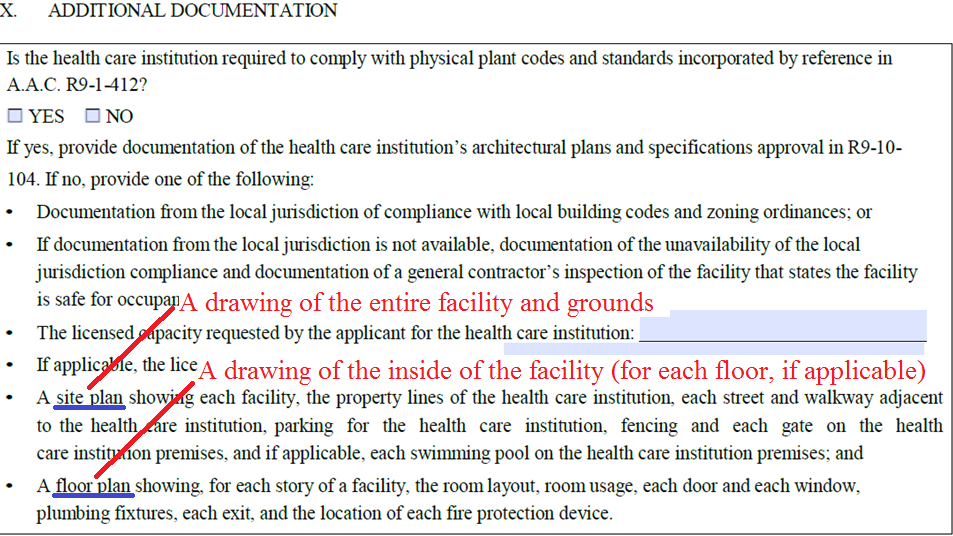 X. ADDITIONAL DOCUMENTATION
Is the health care institution required to comply with physical plant codes and standards incorporated by reference in
A.A.C. R9-1-412?
YES NO
If yes, provide documentation of the health care institution's architectural plans and specifications approval in R9-10-
104. If no, provide one of the following:
• Documentation from the local jurisdiction of compliance with local building codes and zoning ordinances; or
• If documentation from the local jurisdiction is not available, documentation of the unavailability of the local
jurisdiction compliance and documentation of a general contractor's inspection of the facility that states the facility
is safe for
A drawing of the entire facility and grounds
• The licensed capacity requested by the applicant for the health care institution:
• If applicable, the
A drawing of the inside of the facility (for each floor, if applicable)
• A site plan showing each facility, the property lines of the health care institution, each street and walkway adjacent
to the health care institution, parking for the health care institution, fencing and each gate on the health
care institution premises, and if applicable, each swimming pool on the health care institution premises; and
• A floor plan showing, for each story of a facility, the room layout, room usage, each door and each window,
plumbing fixtures, each exit, and the location of each fire protection device.